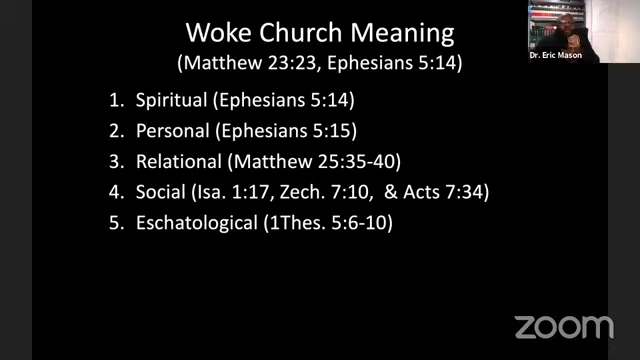 Woke Church Meaning
(Matthew 23:23, Ephesians 5:14)
1. Spiritual (Ephesians 5:14)
2. Personal (Ephesians 5:15)
3. Relational (Matthew 25:35-40)
4. Social (Isa. 1:17, Zech. 7:10, & Acts 7:34)
5. Eschatological (1Thes. 5:6-10)
Dr. Eric Mason
zoom